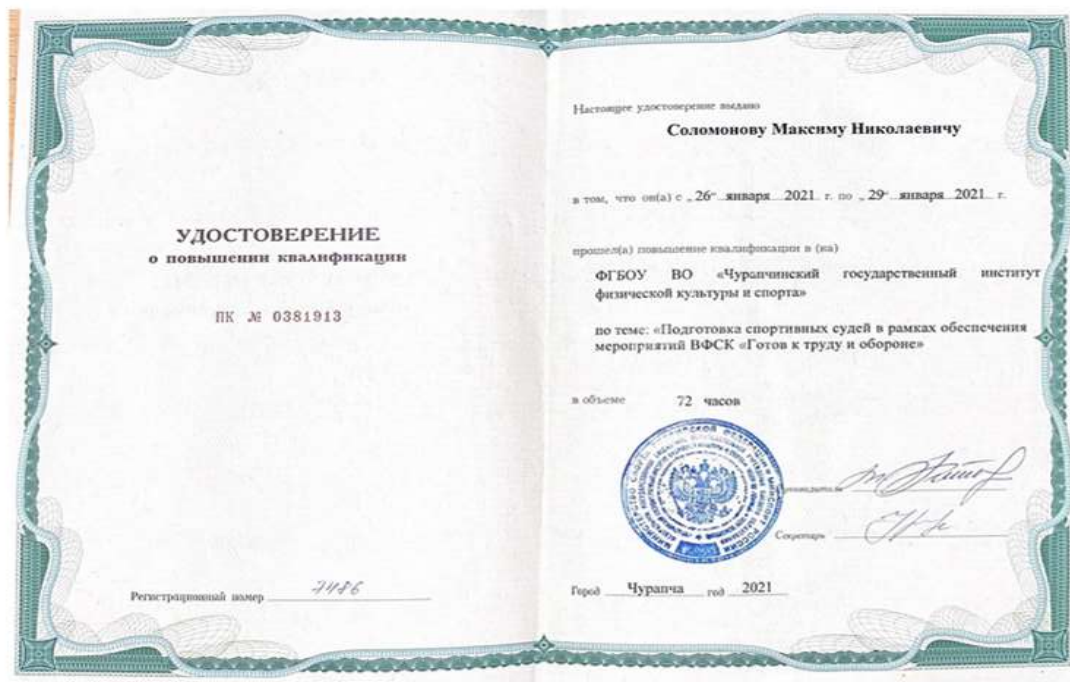 УДОСТОВЕРЕНИЕ
о повышении квалификации
ПК № 0381913
Регистрационный номер 7486
Настоящее удостоверение выдано
Соломонову Максиму Николаевичу
в том, что он(а) с „26“ января 2021 г. по „29“ января 2021 г.
прошел(а) повышение квалификации в (на)
ФГБОУ ВО «Чурапчинский государственный институт
физической культуры и спорта»
по теме: «Подготовка спортивных судей в рамках обеспечения
мероприятий ВФСК «Готов к труду и обороне»
в объеме 72 часов
Секретарь
Город Чурапча год 2021